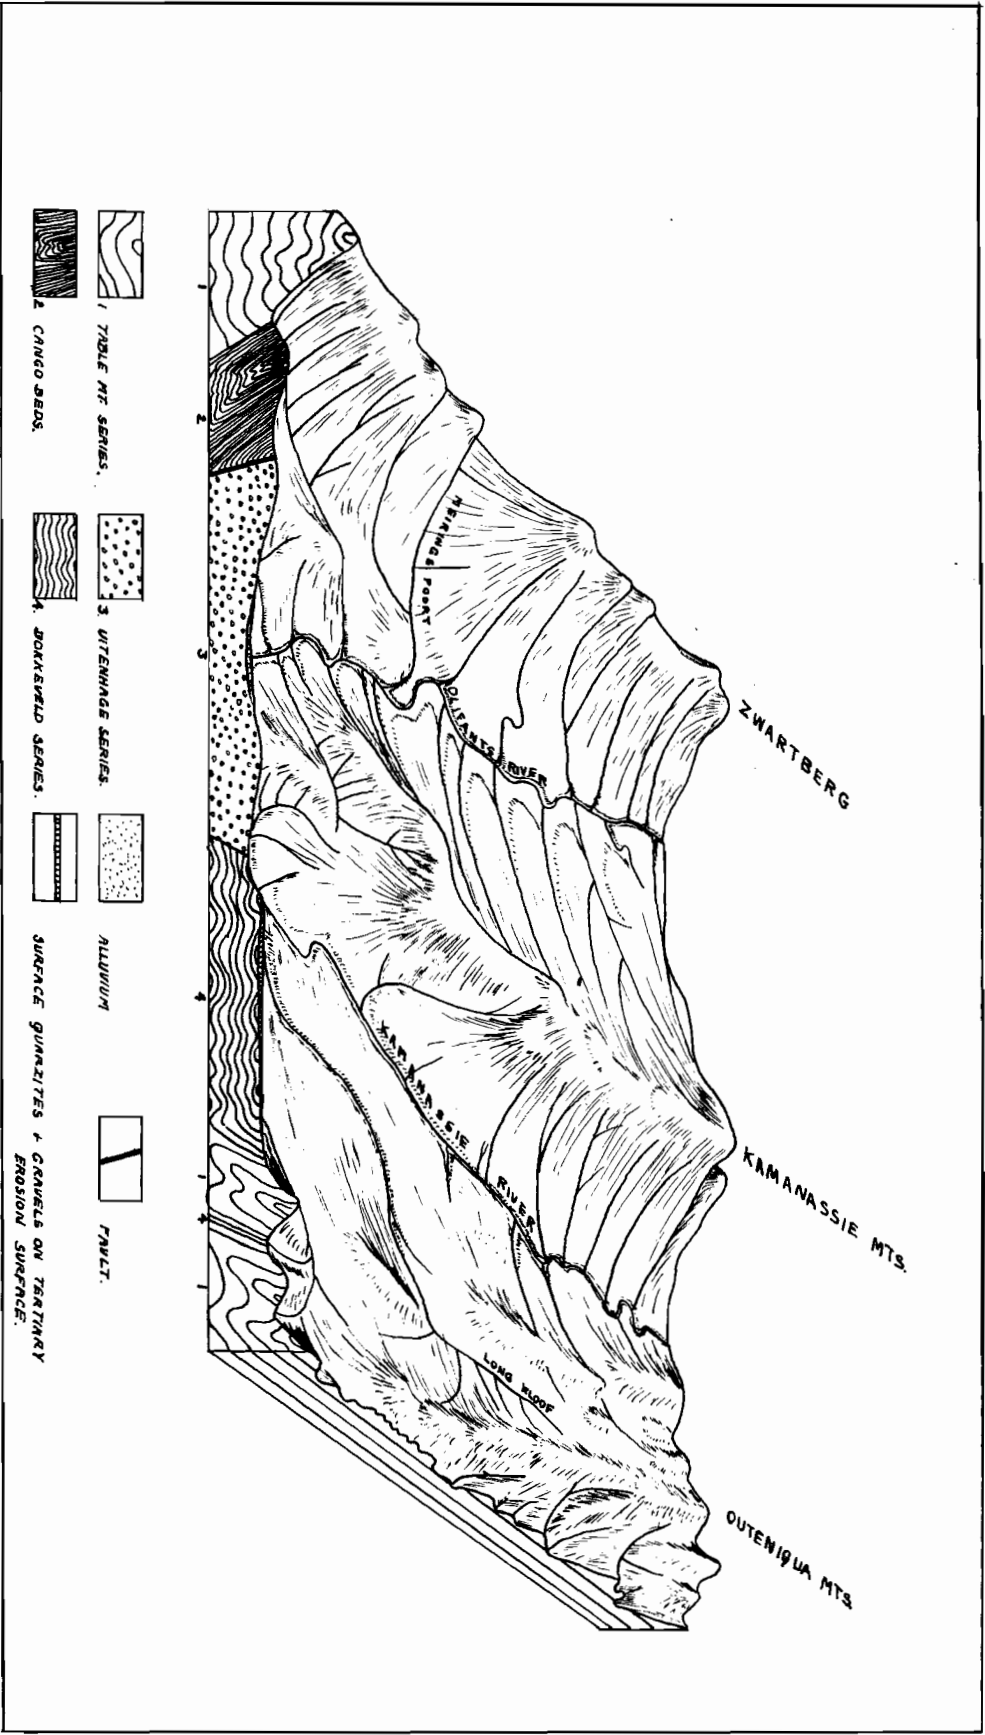 ZWARTBERG
KAMANASSIE MTS.
OUTENIQUA MTS.
MEIRINGS POORT
OLIFANTS RIVER
KAMANASSIE RIVER
LONG KLOOF
1 2 3 4 1 4 1
1 TABLE MT. SERIES.
3. UITENHAGE SERIES.
ALLUVIUM
FAULT.
2 CANGO BEDS.
4. BOKKEVELD SERIES.
SURFACE QUARZITES & GRAVELS ON TERTIARY
EROSION SURFACE.